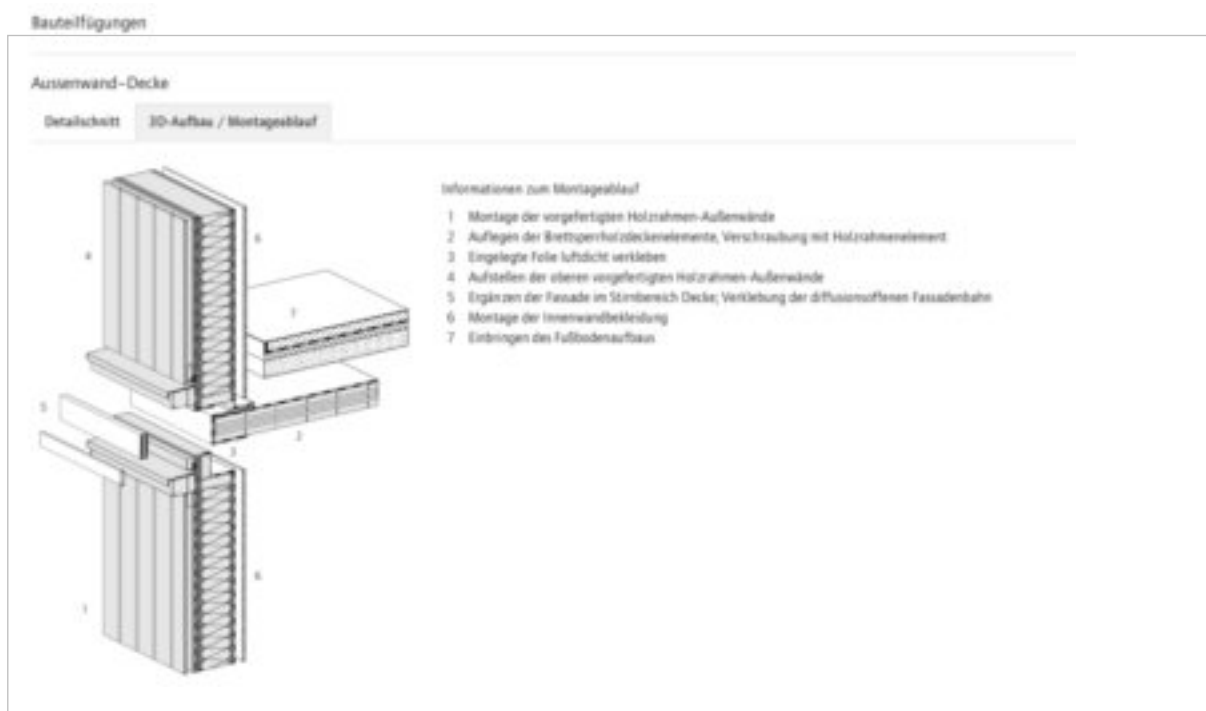 Bauteilfügungen
Aussenwand–Decke
Detailschnitt 3D-Aufbau / Montageablauf
Informationen zum Montageablauf
1 Montage der vorgefertigten Holzrahmen-Außenwände
2 Auflegen der Brettsperrholzdeckenelemente, Verschraubung mit Holzrahmenelement
3 Eingelegte Folie luftdicht verkleben
4 Aufstellen der oberen vorgefertigten Holzrahmen-Außenwände
5 Ergänzen der Fassade im Stirnbereich Decke; Verklebung der diffusionsoffenen Fassadenbahn
6 Montage der Innenwandbekleidung
7 Einbringen des Fußbodenaufbaus
6
4
7
5
2
3
6
1